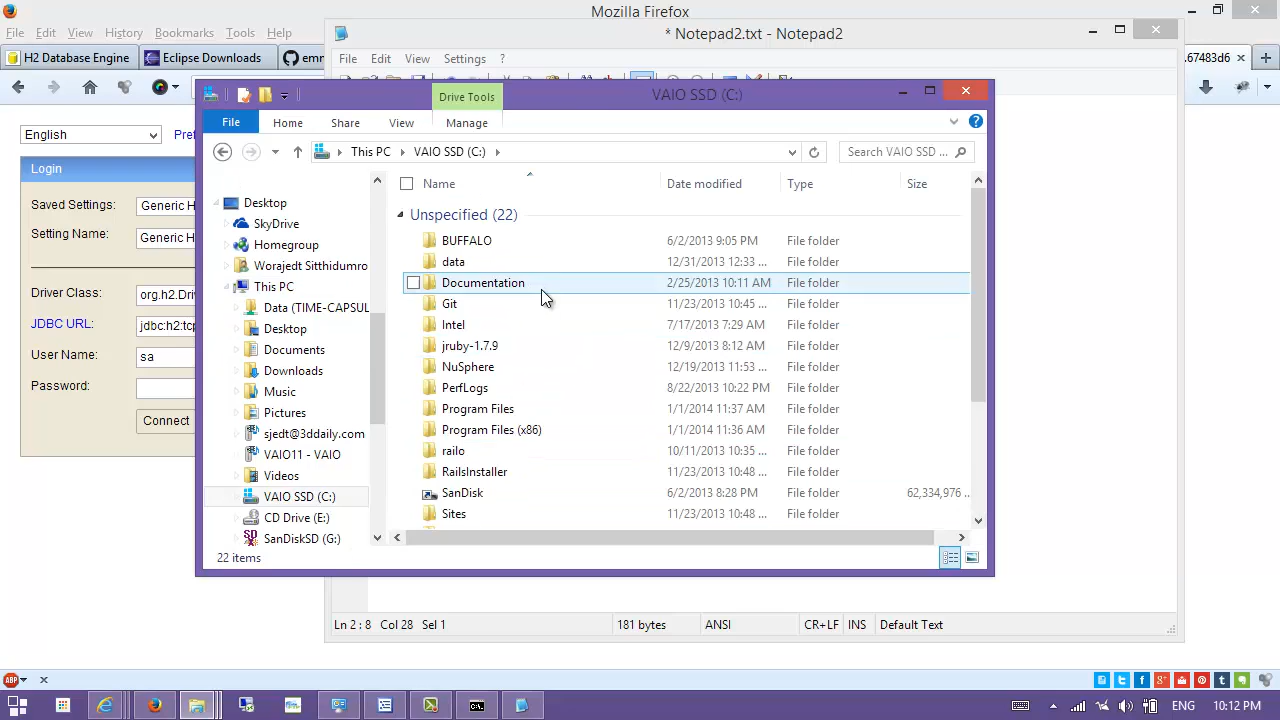 Mozilla Firefox
File Edit View History Bookmarks Tools Help
* Notepad2.txt - Notepad2
File Edit View Settings ?
H2 Database Engine
Eclipse Downloads
emr
.67483d6
English
Login
Saved Settings:
Generic H
Setting Name:
Generic H
Driver Class:
org.h2.Dri
JDBC URL:
jdbc:h2:tcp
User Name:
sa
Password:
Connect
Drive Tools
VAIO SSD (C:)
File Home Share View Manage
This PC VAIO SSD (C:)
Search VAIO SSD ...
Desktop
SkyDrive
Homegroup
Worajedt Sitthidumro
This PC
Data (TIME-CAPSUL
Desktop
Documents
Downloads
Music
Pictures
sjedt@3ddaily.com
VAIO11 - VAIO
Videos
VAIO SSD (C:)
CD Drive (E:)
SanDiskSD (G:)
Name Date modified Type Size
Unspecified (22)
BUFFALO 6/2/2013 9:05 PM File folder
data 12/31/2013 12:33 ... File folder
Documentation 2/25/2013 10:11 AM File folder
Git 11/23/2013 10:45 ... File folder
Intel 7/17/2013 7:29 AM File folder
jruby-1.7.9 12/9/2013 8:12 AM File folder
NuSphere 12/19/2013 11:53 ... File folder
PerfLogs 8/22/2013 10:22 PM File folder
Program Files 1/1/2014 11:37 AM File folder
Program Files (x86) 1/1/2014 11:36 AM File folder
railo 10/11/2013 10:35 ... File folder
RailsInstaller 11/23/2013 10:48 ... File folder
SanDisk 6/2/2013 8:28 PM File folder 62,334,976 ..
Sites 11/23/2013 10:48 ... File folder
22 items
Ln 2 : 8 Col 28 Sel 1 181 bytes ANSI CR+LF INS Default Text
ABP
ENG 10:12 PM